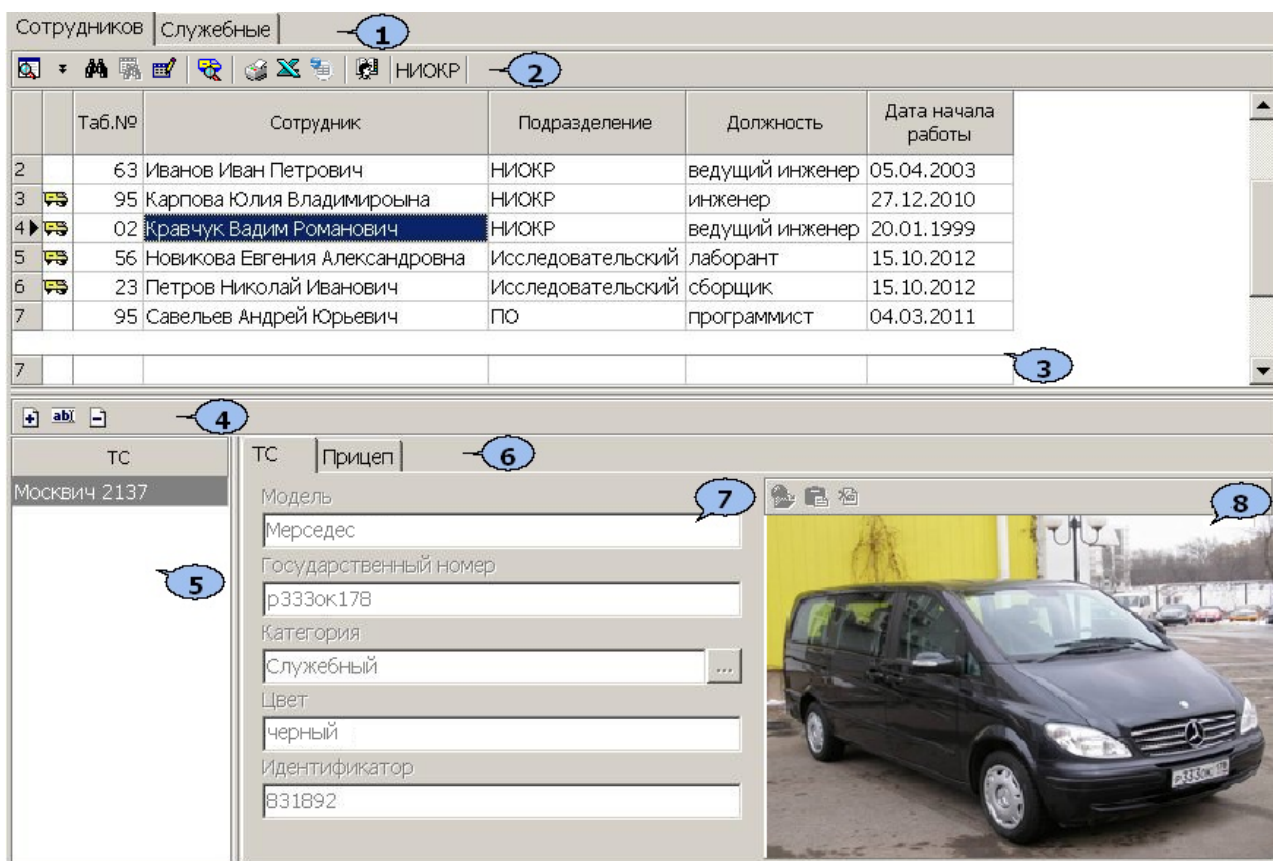 Сотрудников Служебные 1
НИОКР 2
Таб.№ Сотрудник Подразделение Должность Дата начала работы
2 63 Иванов Иван Петрович НИОКР ведущий инженер 05.04.2003
3 95 Карпова Юлия Владимироына НИОКР инженер 27.12.2010
4 02 Кравчук Вадим Романович НИОКР ведущий инженер 20.01.1999
5 56 Новикова Евгения Александровна Исследовательский лаборант 15.10.2012
6 23 Петров Николай Иванович Исследовательский сборщик 15.10.2012
7 95 Савельев Андрей Юрьевич ПО программист 04.03.2011
3
7
abI 4
ТС
Москвич 2137
5
ТС Прицеп 6
Модель 7
Мерседес
Государственный номер
р333ок178
Категория
Служебный ...
Цвет
черный
Идентификатор
831892
8
р333ок 178